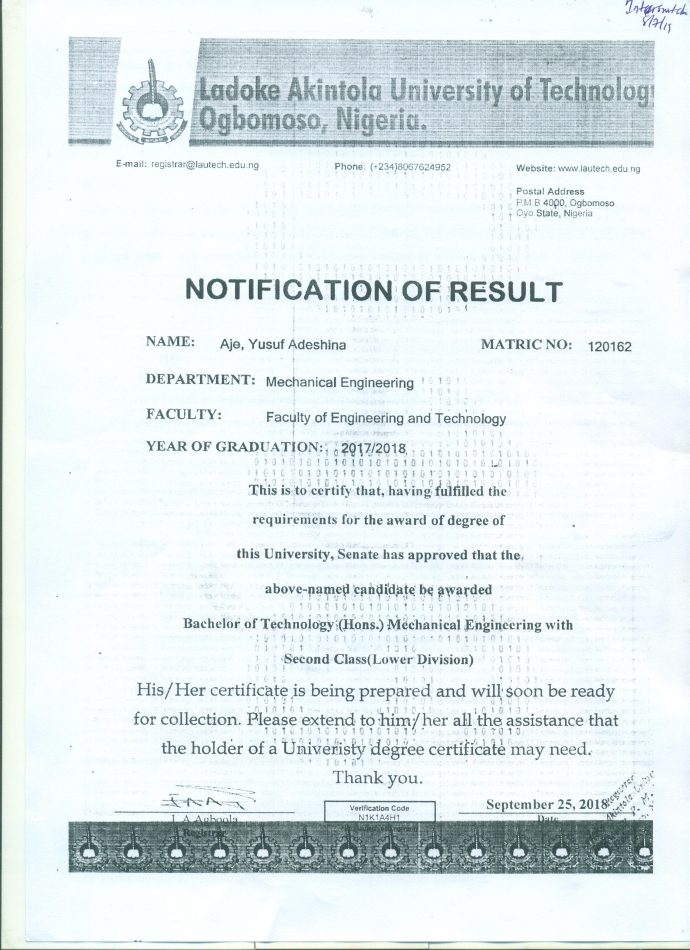 8/7/19
Ladoke Akintola University of Technolog
Ogbomoso, Nigeria.
E-mail: registrar@lautech.edu.ng Phone: (+234)8067624952 Website: www.lautech.edu.ng
Postal Address
P.M.B 4000, Ogbomoso
Oyo State, Nigeria
NOTIFICATION OF RESULT
NAME: Aje, Yusuf Adeshina MATRIC NO: 120162
DEPARTMENT: Mechanical Engineering
FACULTY: Faculty of Engineering and Technology
YEAR OF GRADUATION: 2017/2018
This is to certify that, having fulfilled the
requirements for the award of degree of
this University, Senate has approved that the
above-named candidate be awarded
Bachelor of Technology (Hons.) Mechanical Engineering with
Second Class(Lower Division)
His/Her certificate is being prepared and will soon be ready
for collection. Please extend to him/her all the assistance that
the holder of a Univeristy degree certificate may need.
Thank you.
J. A Agboola
Registrar
Verification Code
N1K1A4H1
September 25, 2018
Date
Registrar
Akintola